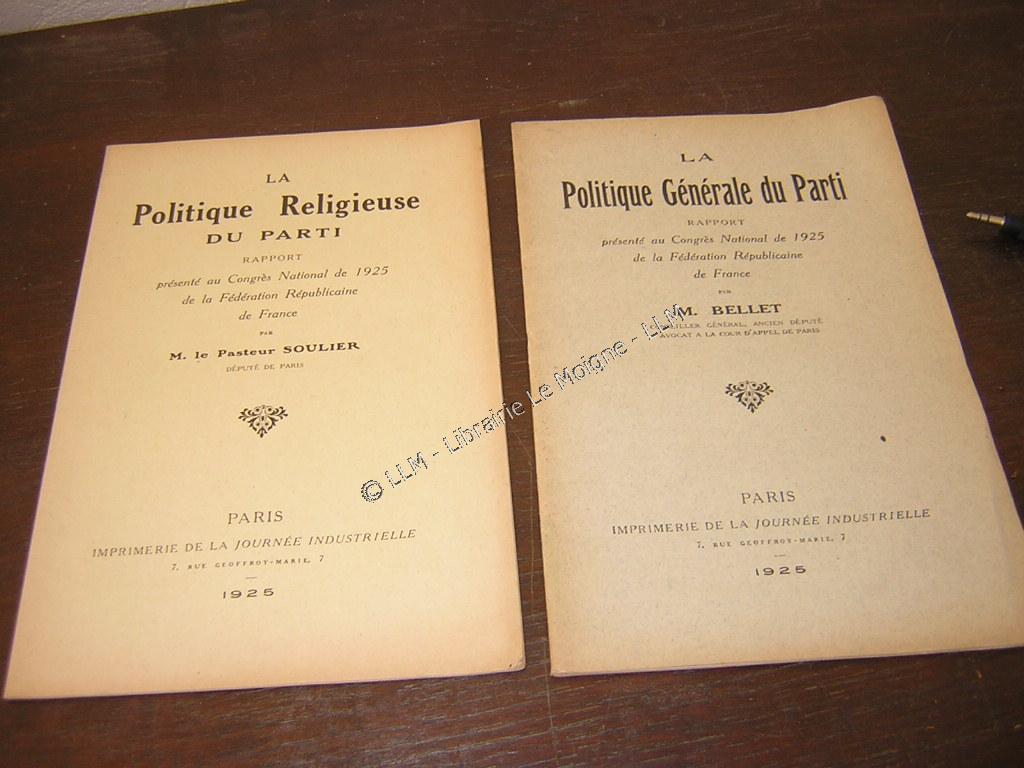 LA
Politique Religieuse
DU PARTI
RAPPORT
présenté au Congrès National de 1925
de la Fédération Républicaine
de France
PAR
M. le Pasteur SOULIER
DÉPUTÉ DE PARIS
PARIS
IMPRIMERIE DE LA JOURNÉE INDUSTRIELLE
7, RUE GEOFFROY-MARIE, 7
1925
LA
Politique Générale du Parti
RAPPORT
présenté au Congrès National de 1925
de la Fédération Républicaine
de France
PAR
M. BELLET
GÉNÉRAL, ANCIEN DÉPUTÉ
AVOCAT A LA COUR D'APPEL DE PARIS
PARIS
IMPRIMERIE DE LA JOURNÉE INDUSTRIELLE
7, RUE GEOFFROY-MARIE, 7
1925
© LLM - Librairie Le Moigne - LLM